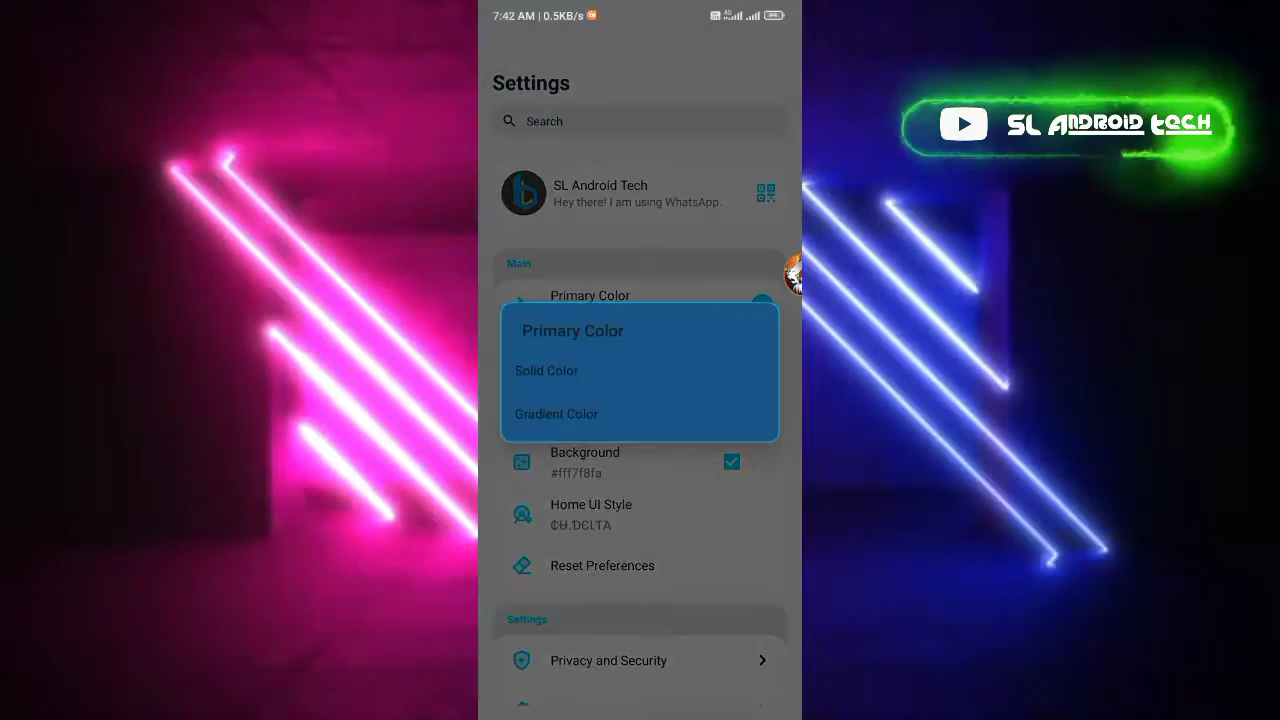 7:42 AM | 0.5KB/s
4G
Settings
Search
SL Android Tech
Hey there! I am using WhatsApp.
Main
Primary Color
Primary Color
Solid Color
Gradient Color
Background
#fff7f8fa
Home UI Style
₵Ʉ.ƊЄLƬƛ
Reset Preferences
Settings
Privacy and Security
SL ANDROID TECH